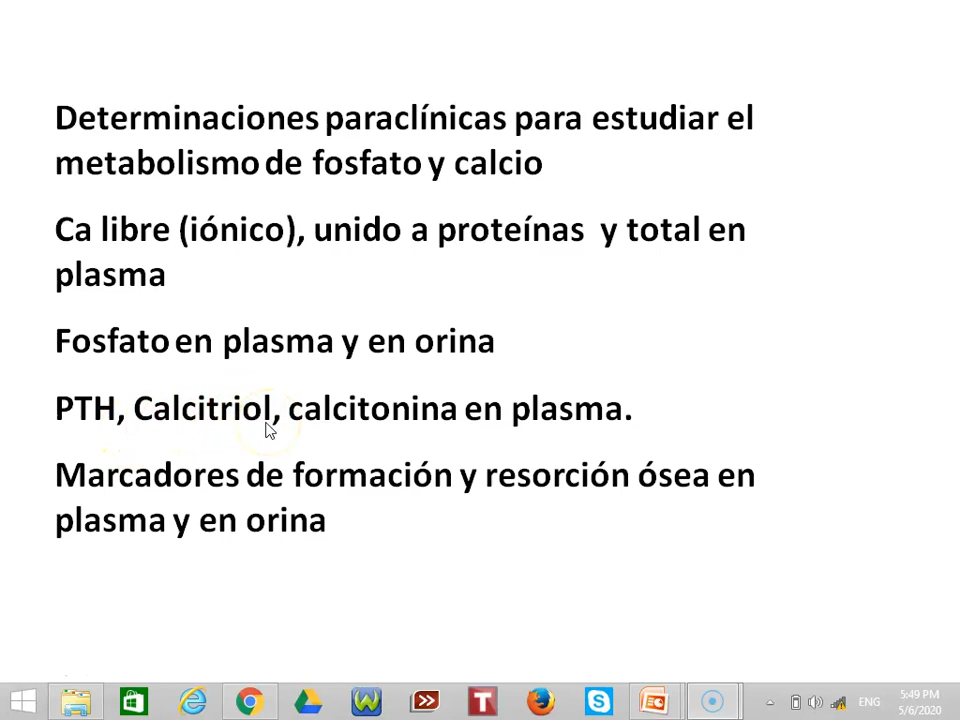 Determinaciones paraclínicas para estudiar el
metabolismo de fosfato y calcio
Ca libre (iónico), unido a proteínas y total en
plasma
Fosfato en plasma y en orina
PTH, Calcitriol, calcitonina en plasma.
Marcadores de formación y resorción ósea en
plasma y en orina
ENG
5:49 PM
5/6/2020